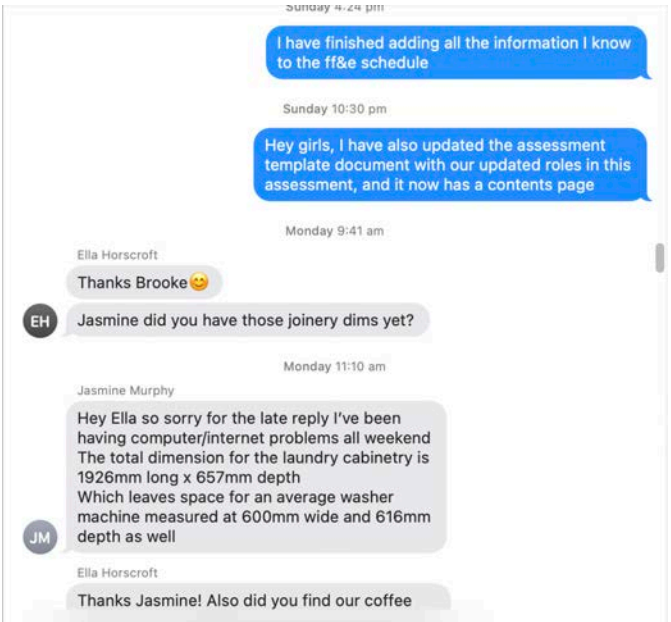 Sunday 4:24 pm
I have finished adding all the information I know
to the ff&e schedule
Sunday 10:30 pm
Hey girls, I have also updated the assessment
template document with our updated roles in this
assessment, and it now has a contents page
Monday 9:41 am
Ella Horscroft
Thanks Brooke😊
EH
Jasmine did you have those joinery dims yet?
Monday 11:10 am
Jasmine Murphy
Hey Ella so sorry for the late reply I've been
having computer/internet problems all weekend
The total dimension for the laundry cabinetry is
1926mm long x 657mm depth
Which leaves space for an average washer
machine measured at 600mm wide and 616mm
depth as well
JM
Ella Horscroft
Thanks Jasmine! Also did you find our coffee